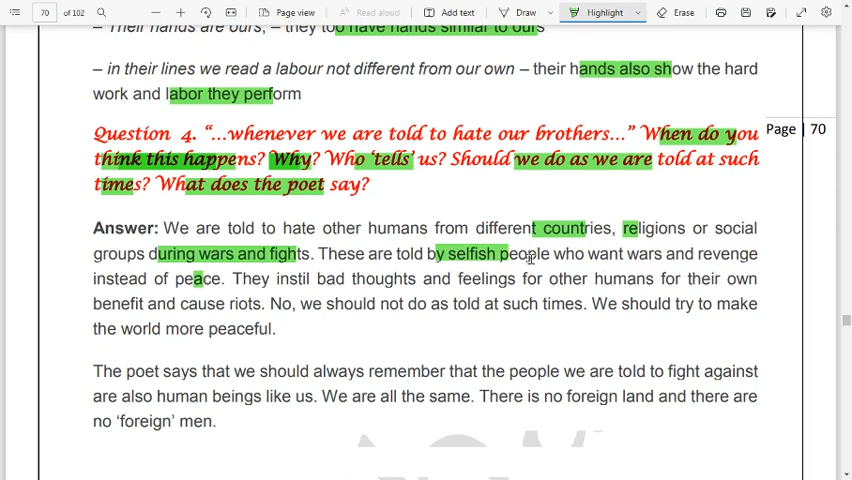 70 of 102
Page view
Read aloud
Add text
Draw
Highlight
Erase
– Their hands are ours, – they too have hands similar to ours
– in their lines we read a labour not different from our own – their hands also show the hard
work and labor they perform
Question 4. “…whenever we are told to hate our brothers…” When do you
Page | 70
think this happens? Why? Who ‘tells’ us? Should we do as we are told at such
times? What does the poet say?
Answer: We are told to hate other humans from different countries, religions or social
groups during wars and fights. These are told by selfish people who want wars and revenge
instead of peace. They instil bad thoughts and feelings for other humans for their own
benefit and cause riots. No, we should not do as told at such times. We should try to make
the world more peaceful.
The poet says that we should always remember that the people we are told to fight against
are also human beings like us. We are all the same. There is no foreign land and there are
no ‘foreign’ men.